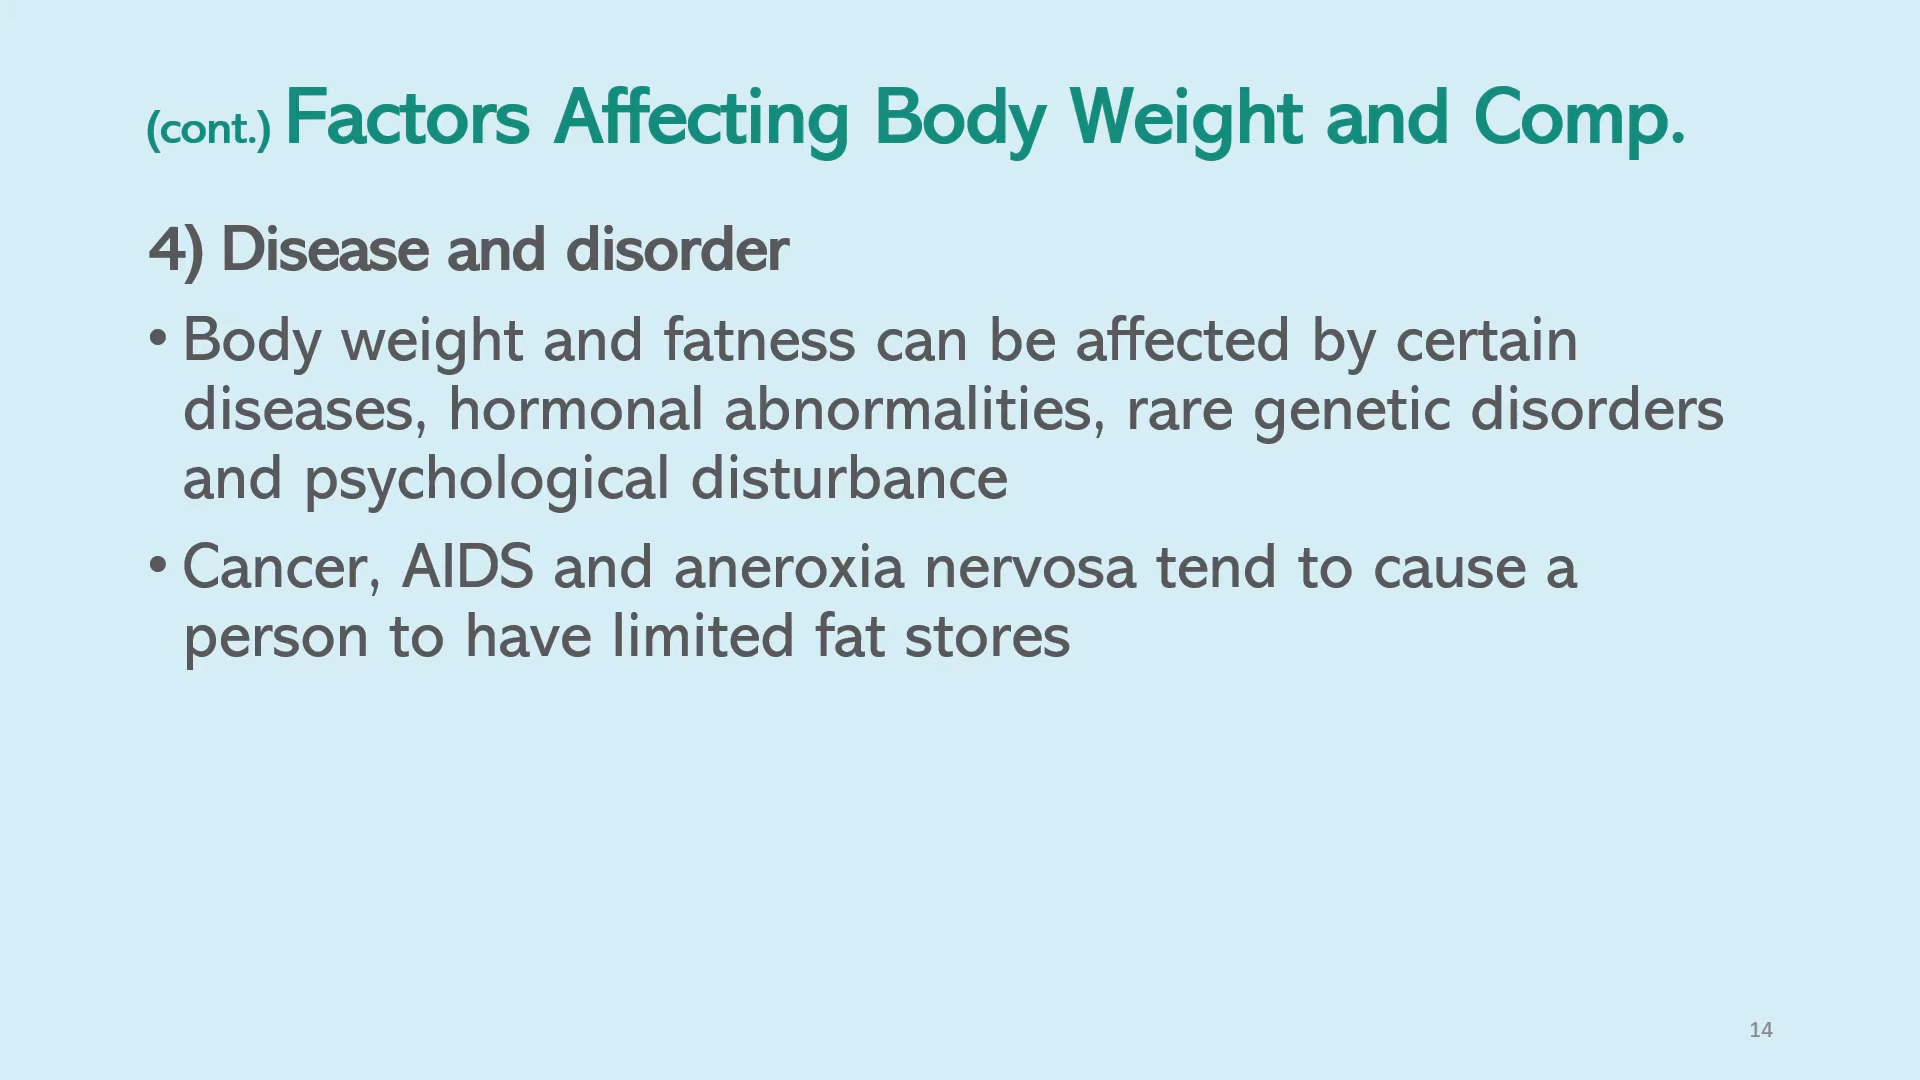 (cont.) Factors Affecting Body Weight and Comp.
4) Disease and disorder
• Body weight and fatness can be affected by certain
diseases, hormonal abnormalities, rare genetic disorders
and psychological disturbance
• Cancer, AIDS and aneroxia nervosa tend to cause a
person to have limited fat stores
14